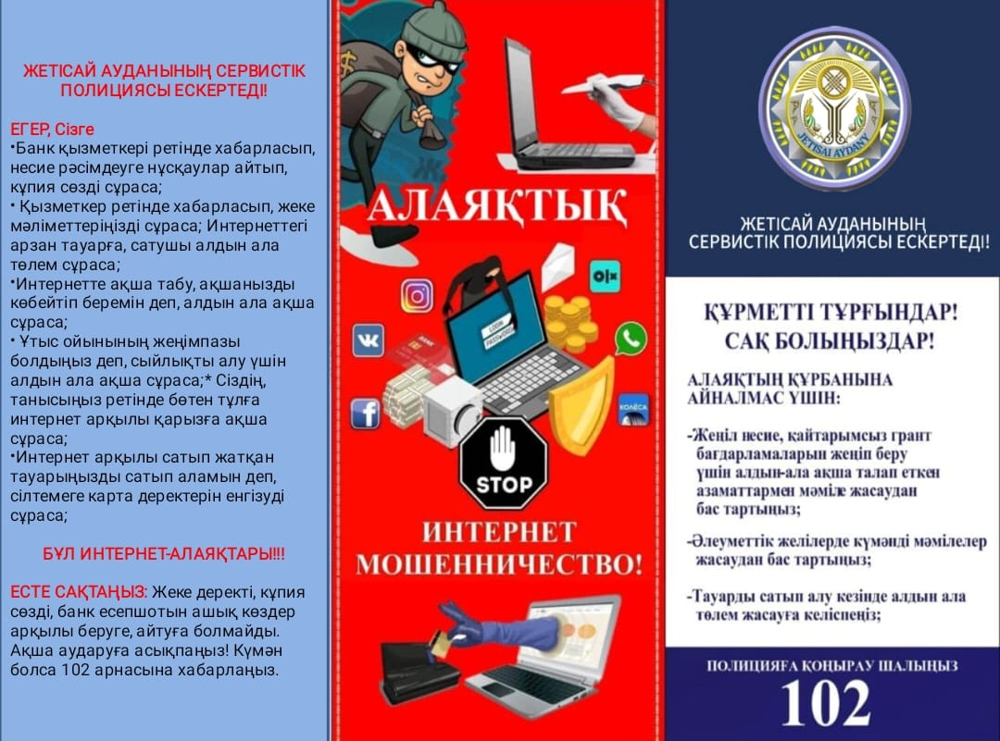 ЖЕТІСАЙ АУДАНЫНЫҢ СЕРВИСТІК
ПОЛИЦИЯСЫ ЕСКЕРТЕДІ!
ЕГЕР, Сізге
•Банк қызметкері ретінде хабарласып,
несие рәсімдеуге нұсқаулар айтып,
құпия сөзді сұраса;
• Қызметкер ретінде хабарласып, жеке
мәліметтеріңізді сұраса; Интернеттегі
арзан тауарға, сатушы алдын ала
төлем сұраса;
•Интернетте ақша табу, ақшанызды
көбейтіп беремін деп, алдын ала ақша
сұраса;
• Ұтыс ойынының жеңімпазы
болдыңыз деп, сыйлықты алу үшін
алдын ала ақша сұраса;* Сіздің,
танысыңыз ретінде бөтен тұлға
интернет арқылы қарызға ақша
сұраса;
•Интернет арқылы сатып жатқан
тауарыңызды сатып аламын деп,
сілтемеге карта деректерін енгізуді
сұраса;
БҰЛ ИНТЕРНЕТ-АЛАЯҚТАРЫ!!!
ЕСТЕ САҚТАҢЫЗ: Жеке деректі, құпия
сөзді, банк есепшотын ашық көздер
арқылы беруге, айтуға болмайды.
Ақша аударуға асықпаңыз! Күмән
болса 102 арнасына хабарлаңыз.
АЛАЯҚТЫҚ
olx
LOGIN
PASSWORD
BANK
КОЛЁСА
STOP
ИНТЕРНЕТ
МОШЕННИЧЕСТВО!
JETISAI AYDANY
ЖЕТІСАЙ АУДАНЫНЫҢ
СЕРВИСТІК ПОЛИЦИЯСЫ ЕСКЕРТЕДІ!
ҚҰРМЕТТІ ТҰРҒЫНДАР!
САҚ БОЛЫҢЫЗДАР!
АЛАЯҚТЫҢ ҚҰРБАНЫНА
АЙНАЛМАС ҮШІН:
-Жеңіл несие, қайтарымсыз грант
бағдарламаларын жеңіп беру
үшін алдын-ала ақша талап еткен
азаматтармен мәміле жасаудан
бас тартыңыз;
-Әлеуметтік желілерде күмәнді мәмілелер
жасаудан бас тартыңыз;
-Тауарды сатып алу кезінде алдын ала
төлем жасауға келіспеңіз;
ПОЛИЦИЯҒА ҚОҢЫРАУ ШАЛЫҢЫЗ
102